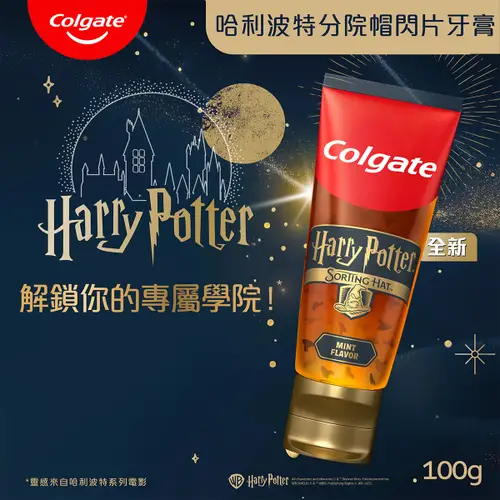 Colgate®
哈利波特分院帽閃片牙膏
Colgate
Harry Potter
Harry Potter
SORTING HAT
全新
解鎖你的專屬學院!
MINT
FLAVOR
*靈感來自哈利波特系列電影
WB Harry Potter
100g